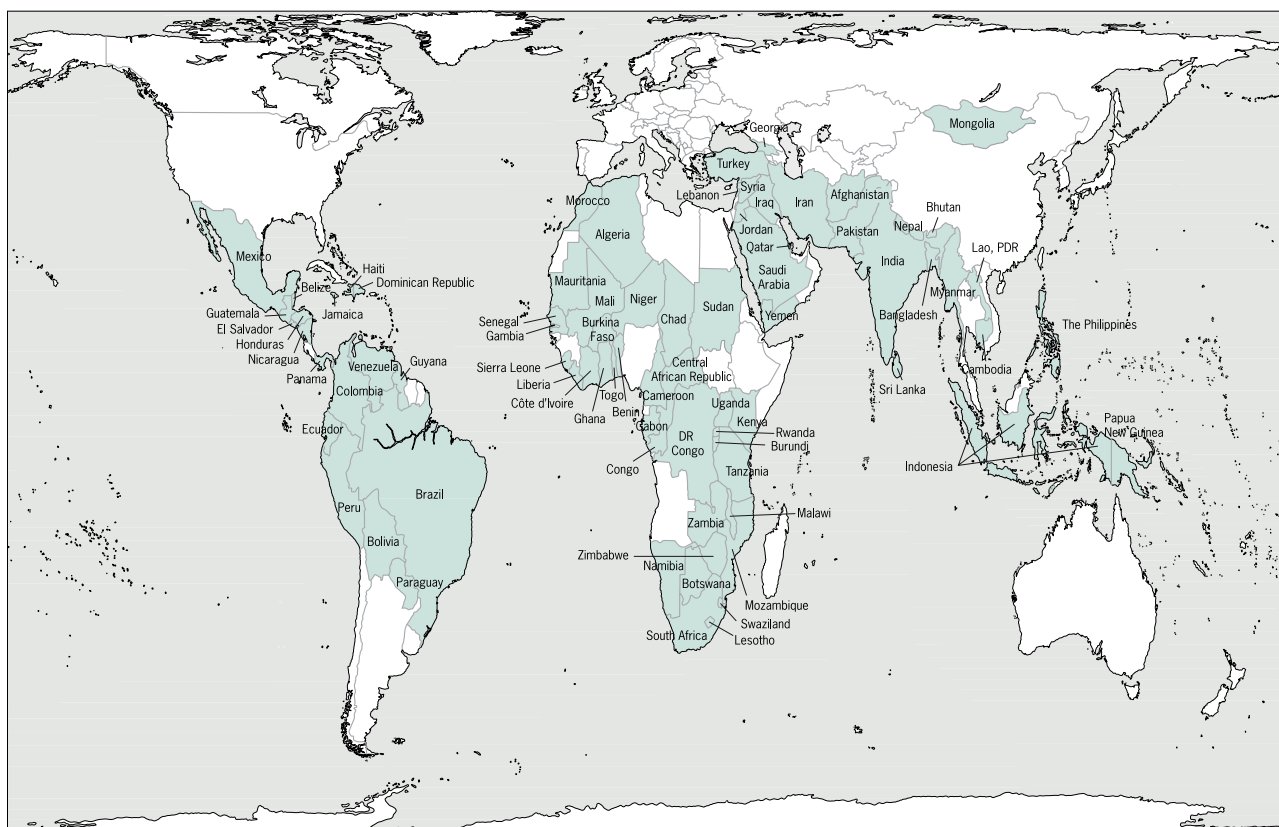 Mongolia
Georgia
Turkey
Lebanon
Syria
Iraq
Iran
Afghanistan
Morocco
Algeria
Jordan
Qatar
Pakistan
Nepal
Bhutan
Lao, PDR
India
Saudi
Arabia
Mexico
Haiti
Dominican Republic
Belize
Jamaica
Guatemala
El Salvador
Honduras
Nicaragua
Panama
Venezuela
Guyana
Colombia
Ecuador
Brazil
Peru
Bolivia
Paraguay
Mauritania
Mali
Niger
Chad
Sudan
Yemen
Senegal
Gambia
Burkina
Faso
Sierra Leone
Liberia
Côte d'Ivoire
Ghana
Togo
Benin
Central
African Republic
Cameroon
Gabon
Congo
DR
Congo
Uganda
Kenya
Rwanda
Burundi
Tanzania
Malawi
Zambia
Zimbabwe
Namibia
Botswana
Mozambique
Swaziland
Lesotho
South Africa
Myanmar
Bangladesh
The Philippines
Cambodia
Sri Lanka
Indonesia
Papua
New Guinea